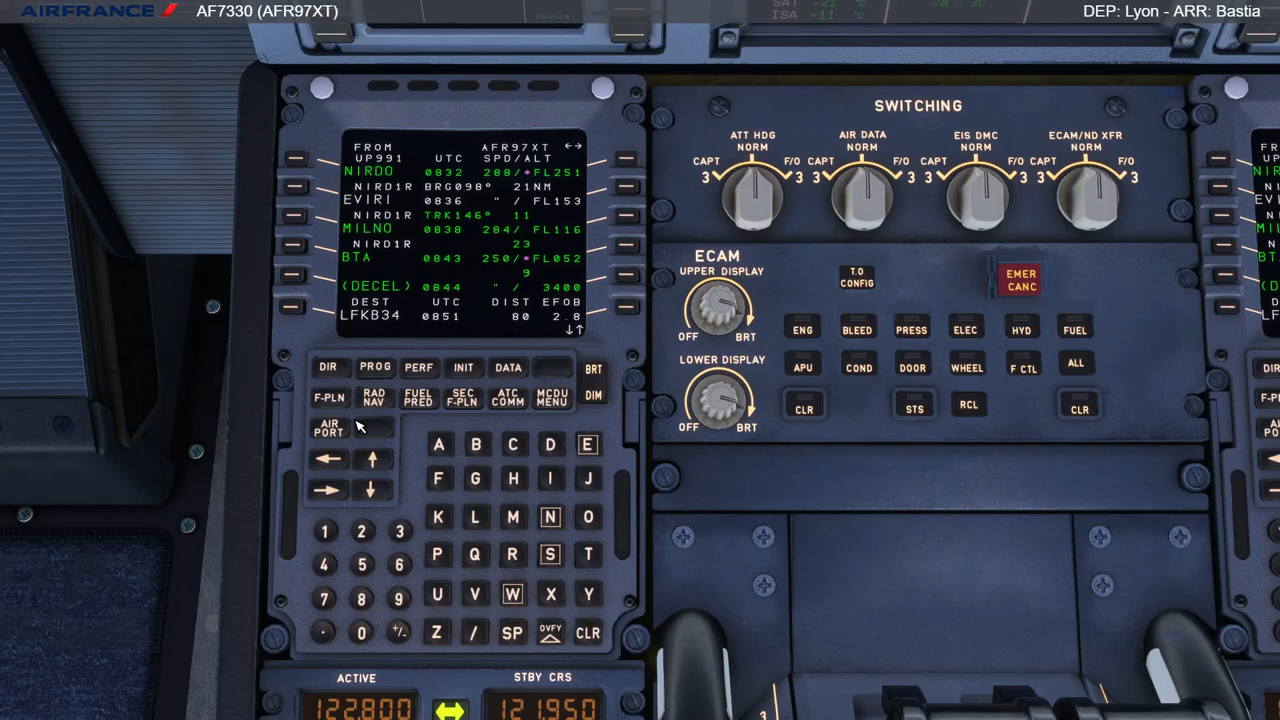 AIRFRANCE AF7330 (AFR97XT) DEP: Lyon - ARR: Bastia
SAT -21 °C
ISA +11 °C
FROM AFR97XT ↔
UP991 UTC SPD/ALT
NIRDO 0832 288/*FL251
NIRD1R BRG098° 21NM
EVIRI 0836 " / FL153
NIRD1R TRK146° 11
MILNO 0838 284/ FL116
NIRD1R 23
BTA 0843 250/*FL052
9
(DECEL) 0844 " / 3400
DEST UTC DIST EFOB
LFKB34 0851 80 2.8
↓↑
DIR PROG PERF INIT DATA BRT
F-PLN RAD NAV FUEL PRED SEC F-PLN ATC COMM MCDU MENU DIM
AIR PORT
← ↑
→ ↓
A B C D E
F G H I J
K L M N O
P Q R S T
U V W X Y
Z / SP OVFY CLR
1 2 3
4 5 6
7 8 9
. 0 +/-
ACTIVE STBY CRS
122.800 121.950
SWITCHING
ATT HDG AIR DATA EIS DMC ECAM/ND XFR
NORM NORM NORM NORM
CAPT F/O CAPT F/O CAPT F/O CAPT F/O
3 3 3 3 3 3 3 3
ECAM
UPPER DISPLAY
OFF BRT
LOWER DISPLAY
OFF BRT
T.O CONFIG
EMER CANC
ENG BLEED PRESS ELEC HYD FUEL
APU COND DOOR WHEEL F CTL ALL
CLR STS RCL CLR
3